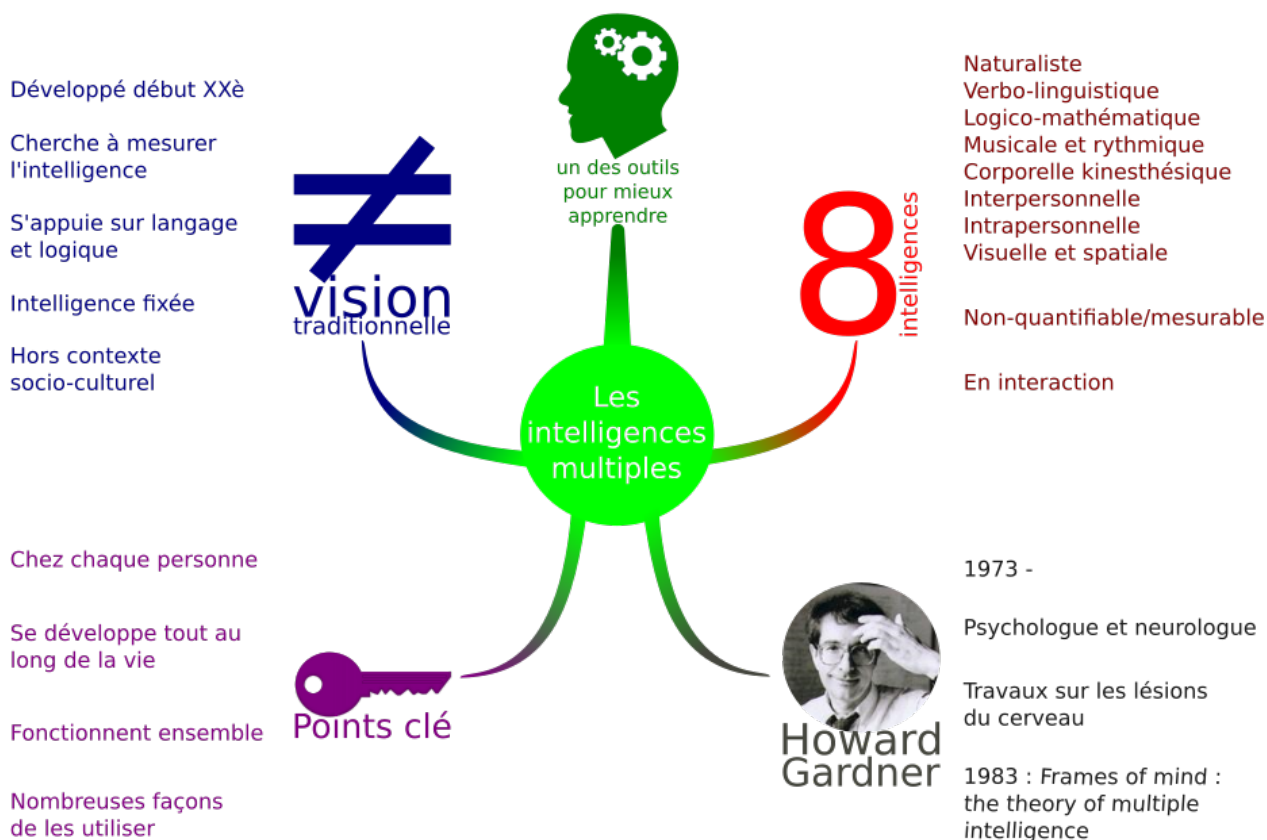 Développé début XXè
Cherche à mesurer
l'intelligence
S'appuie sur langage
et logique
Intelligence fixée
Hors contexte
socio-culturel
≠
vision
traditionnelle
un des outils
pour mieux
apprendre
8
intelligences
Naturaliste
Verbo-linguistique
Logico-mathématique
Musicale et rythmique
Corporelle kinesthésique
Interpersonnelle
Intrapersonnelle
Visuelle et spatiale
Non-quantifiable/mesurable
En interaction
Les
intelligences
multiples
Chez chaque personne
Se développe tout au
long de la vie
Fonctionnent ensemble
Nombreuses façons
de les utiliser
Points clé
Howard
Gardner
1973 -
Psychologue et neurologue
Travaux sur les lésions
du cerveau
1983 : Frames of mind :
the theory of multiple
intelligence